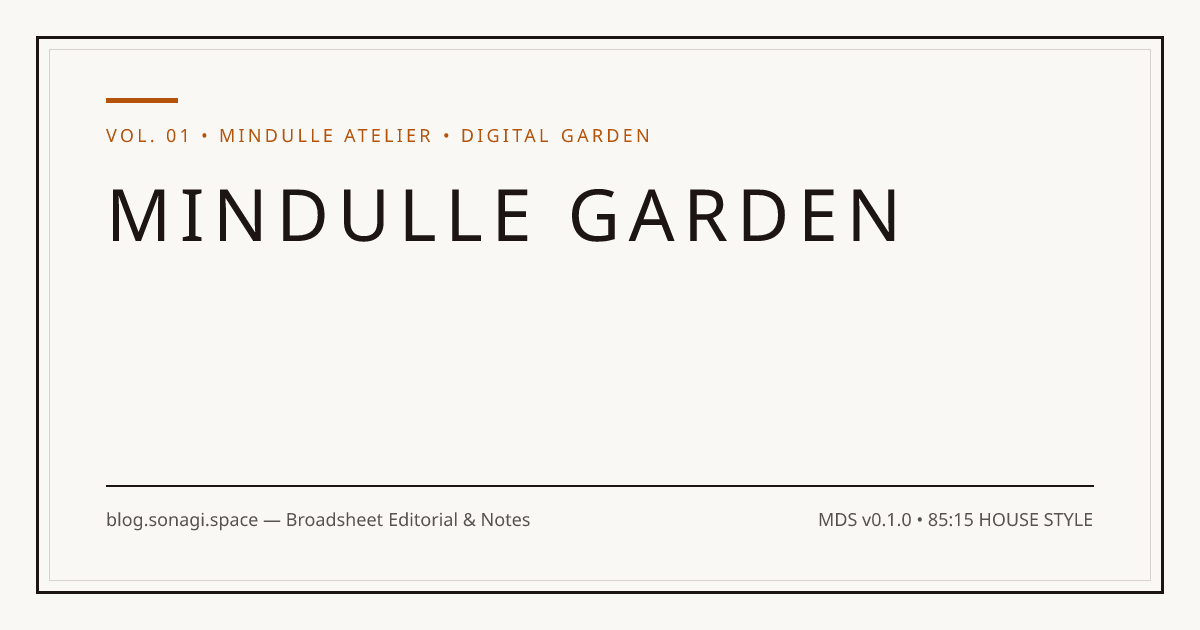 VOL. 01 • MINDULLE ATELIER • DIGITAL GARDEN
MINDULLE GARDEN
blog.sonagi.space — Broadsheet Editorial & Notes
MDS v0.1.0 • 85:15 HOUSE STYLE